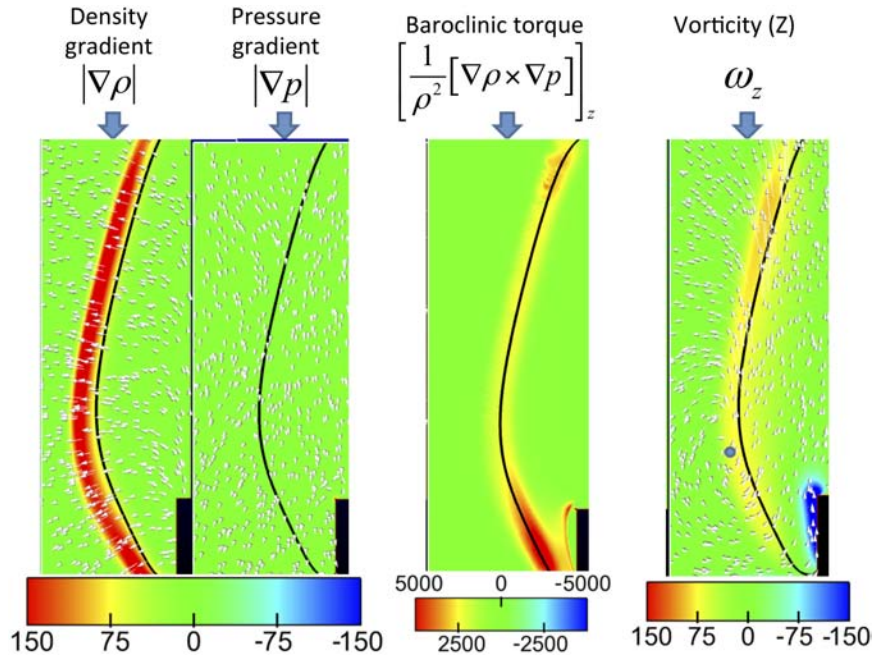 Density
gradient
|∇ρ|
Pressure
gradient
|∇p|
Baroclinic torque
[1/ρ² [∇ρ × ∇p]]z
Vorticity (Z)
ωz
150 75 0 -75 -150
5000 0 -5000
2500 -2500
150 75 0 -75 -150